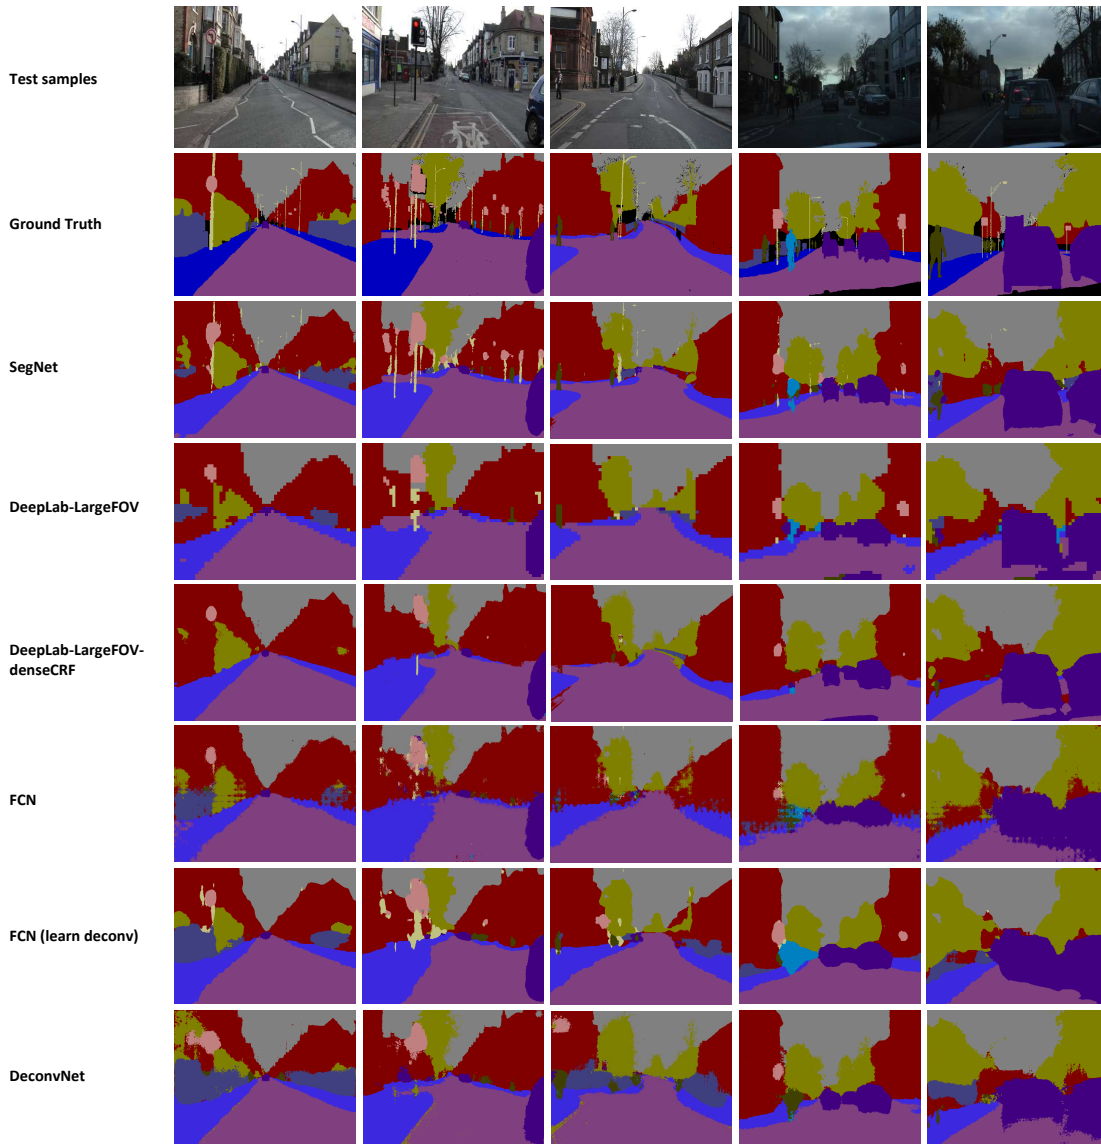 Test samples
Ground Truth
SegNet
DeepLab-LargeFOV
DeepLab-LargeFOV-
denseCRF
FCN
FCN (learn deconv)
DeconvNet